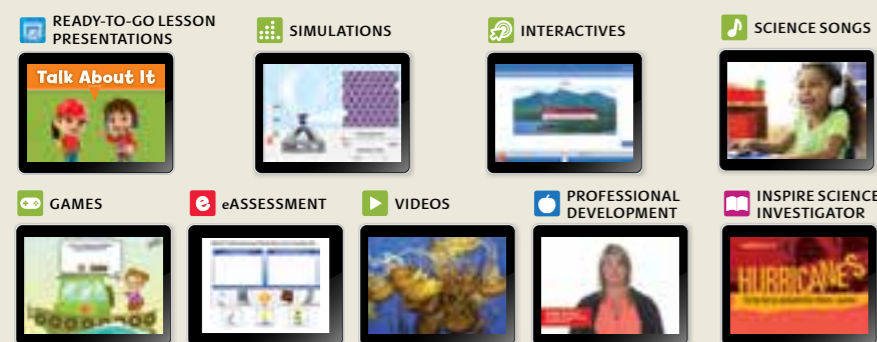 READY-TO-GO LESSON
PRESENTATIONS
SIMULATIONS
INTERACTIVES
SCIENCE SONGS
Talk About It
GAMES
eASSESSMENT
VIDEOS
PROFESSIONAL
DEVELOPMENT
INSPIRE SCIENCE
INVESTIGATOR
HURRICANES